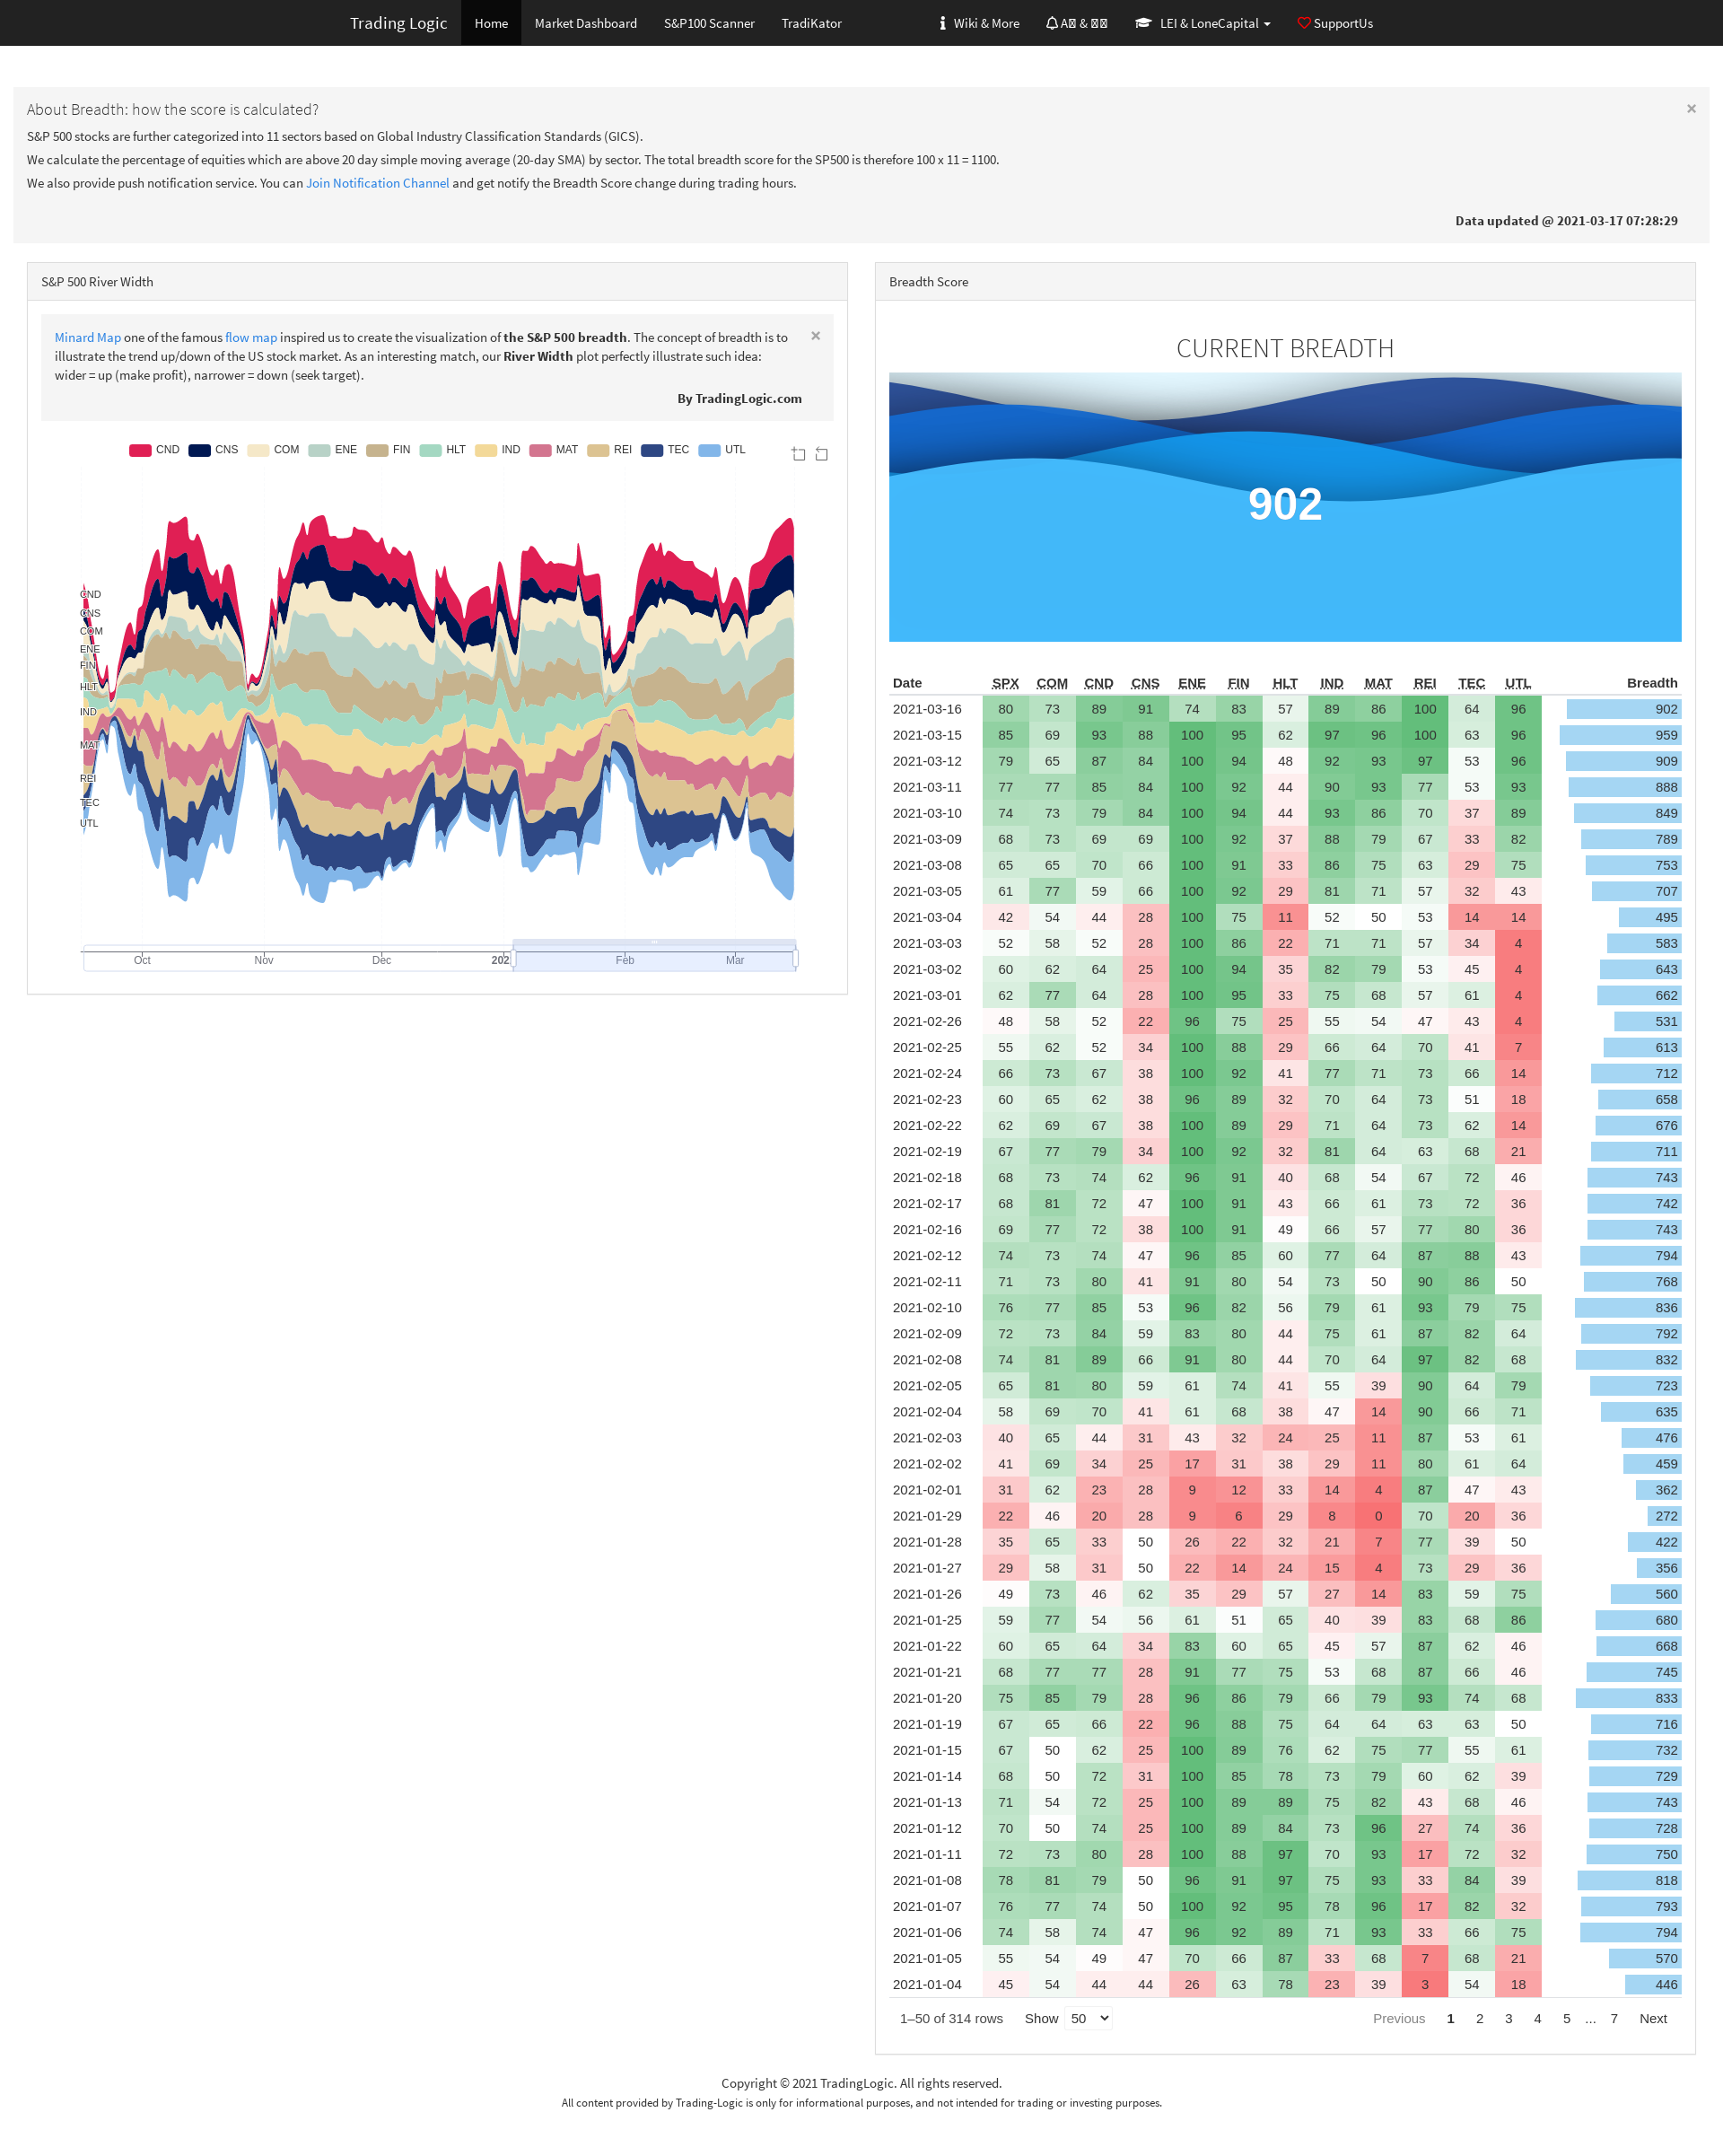 Trading Logic Home Market Dashboard S&P100 Scanner TradiKator Wiki & More LEI & LoneCapital SupportUs
About Breadth: how the score is calculated? ×
S&P 500 stocks are further categorized into 11 sectors based on Global Industry Classification Standards (GICS).
We calculate the percentage of equities which are above 20 day simple moving average (20-day SMA) by sector. The total breadth score for the SP500 is therefore 100 x 11 = 1100.
We also provide push notification service. You can Join Notification Channel and get notify the Breadth Score change during trading hours.
Data updated @ 2021-03-17 07:28:29
S&P 500 River Width
Minard Map one of the famous flow map inspired us to create the visualization of the S&P 500 breadth. The concept of breadth is to
illustrate the trend up/down of the US stock market. As an interesting match, our River Width plot perfectly illustrate such idea:
wider = up (make profit), narrower = down (seek target).
By TradingLogic.com
×
CND CNS COM ENE FIN HLT IND MAT REI TEC UTL
CND
CNS
COM
ENE
FIN
HLT
IND
MAT
REI
TEC
UTL
Oct Nov Dec 202 Feb Mar
Breadth Score
CURRENT BREADTH
902
Date SPX COM CND CNS ENE FIN HLT IND MAT REI TEC UTL Breadth
2021-03-16 80 73 89 91 74 83 57 89 86 100 64 96 902
2021-03-15 85 69 93 88 100 95 62 97 96 100 63 96 959
2021-03-12 79 65 87 84 100 94 48 92 93 97 53 96 909
2021-03-11 77 77 85 84 100 92 44 90 93 77 53 93 888
2021-03-10 74 73 79 84 100 94 44 93 86 70 37 89 849
2021-03-09 68 73 69 69 100 92 37 88 79 67 33 82 789
2021-03-08 65 65 70 66 100 91 33 86 75 63 29 75 753
2021-03-05 61 77 59 66 100 92 29 81 71 57 32 43 707
2021-03-04 42 54 44 28 100 75 11 52 50 53 14 14 495
2021-03-03 52 58 52 28 100 86 22 71 71 57 34 4 583
2021-03-02 60 62 64 25 100 94 35 82 79 53 45 4 643
2021-03-01 62 77 64 28 100 95 33 75 68 57 61 4 662
2021-02-26 48 58 52 22 96 75 25 55 54 47 43 4 531
2021-02-25 55 62 52 34 100 88 29 66 64 70 41 7 613
2021-02-24 66 73 67 38 100 92 41 77 71 73 66 14 712
2021-02-23 60 65 62 38 96 89 32 70 64 73 51 18 658
2021-02-22 62 69 67 38 100 89 29 71 64 73 62 14 676
2021-02-19 67 77 79 34 100 92 32 81 64 63 68 21 711
2021-02-18 68 73 74 62 96 91 40 68 54 67 72 46 743
2021-02-17 68 81 72 47 100 91 43 66 61 73 72 36 742
2021-02-16 69 77 72 38 100 91 49 66 57 77 80 36 743
2021-02-12 74 73 74 47 96 85 60 77 64 87 88 43 794
2021-02-11 71 73 80 41 91 80 54 73 50 90 86 50 768
2021-02-10 76 77 85 53 96 82 56 79 61 93 79 75 836
2021-02-09 72 73 84 59 83 80 44 75 61 87 82 64 792
2021-02-08 74 81 89 66 91 80 44 70 64 97 82 68 832
2021-02-05 65 81 80 59 61 74 41 55 39 90 64 79 723
2021-02-04 58 69 70 41 61 68 38 47 14 90 66 71 635
2021-02-03 40 65 44 31 43 32 24 25 11 87 53 61 476
2021-02-02 41 69 34 25 17 31 38 29 11 80 61 64 459
2021-02-01 31 62 23 28 9 12 33 14 4 87 47 43 362
2021-01-29 22 46 20 28 9 6 29 8 0 70 20 36 272
2021-01-28 35 65 33 50 26 22 32 21 7 77 39 50 422
2021-01-27 29 58 31 50 22 14 24 15 4 73 29 36 356
2021-01-26 49 73 46 62 35 29 57 27 14 83 59 75 560
2021-01-25 59 77 54 56 61 51 65 40 39 83 68 86 680
2021-01-22 60 65 64 34 83 60 65 45 57 87 62 46 668
2021-01-21 68 77 77 28 91 77 75 53 68 87 66 46 745
2021-01-20 75 85 79 28 96 86 79 66 79 93 74 68 833
2021-01-19 67 65 66 22 96 88 75 64 64 63 63 50 716
2021-01-15 67 50 62 25 100 89 76 62 75 77 55 61 732
2021-01-14 68 50 72 31 100 85 78 73 79 60 62 39 729
2021-01-13 71 54 72 25 100 89 89 75 82 43 68 46 743
2021-01-12 70 50 74 25 100 89 84 73 96 27 74 36 728
2021-01-11 72 73 80 28 100 88 97 70 93 17 72 32 750
2021-01-08 78 81 79 50 96 91 97 75 93 33 84 39 818
2021-01-07 76 77 74 50 100 92 95 78 96 17 82 32 793
2021-01-06 74 58 74 47 96 92 89 71 93 33 66 75 794
2021-01-05 55 54 49 47 70 66 87 33 68 7 68 21 570
2021-01-04 45 54 44 44 26 63 78 23 39 3 54 18 446
1–50 of 314 rows Show 50 Previous 1 2 3 4 5 ... 7 Next
Copyright © 2021 TradingLogic. All rights reserved.
All content provided by Trading-Logic is only for informational purposes, and not intended for trading or investing purposes.